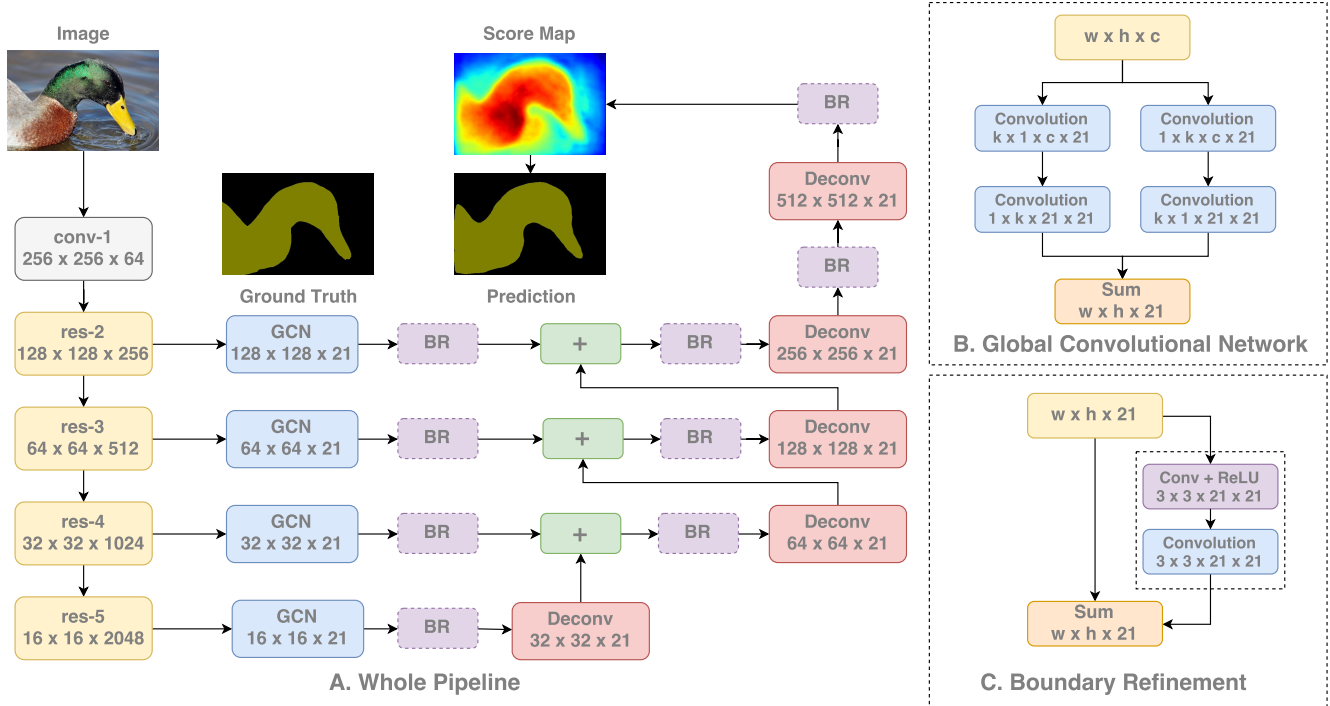 Image
Score Map
BR
Deconv
512 x 512 x 21
conv-1
256 x 256 x 64
BR
Ground Truth
Prediction
res-2
128 x 128 x 256
GCN
128 x 128 x 21
BR
+
BR
Deconv
256 x 256 x 21
res-3
64 x 64 x 512
GCN
64 x 64 x 21
BR
+
BR
Deconv
128 x 128 x 21
res-4
32 x 32 x 1024
GCN
32 x 32 x 21
BR
+
BR
Deconv
64 x 64 x 21
res-5
16 x 16 x 2048
GCN
16 x 16 x 21
BR
Deconv
32 x 32 x 21
A. Whole Pipeline
w x h x c
Convolution
k x 1 x c x 21
Convolution
1 x k x c x 21
Convolution
1 x k x 21 x 21
Convolution
k x 1 x 21 x 21
Sum
w x h x 21
B. Global Convolutional Network
w x h x 21
Conv + ReLU
3 x 3 x 21 x 21
Convolution
3 x 3 x 21 x 21
Sum
w x h x 21
C. Boundary Refinement